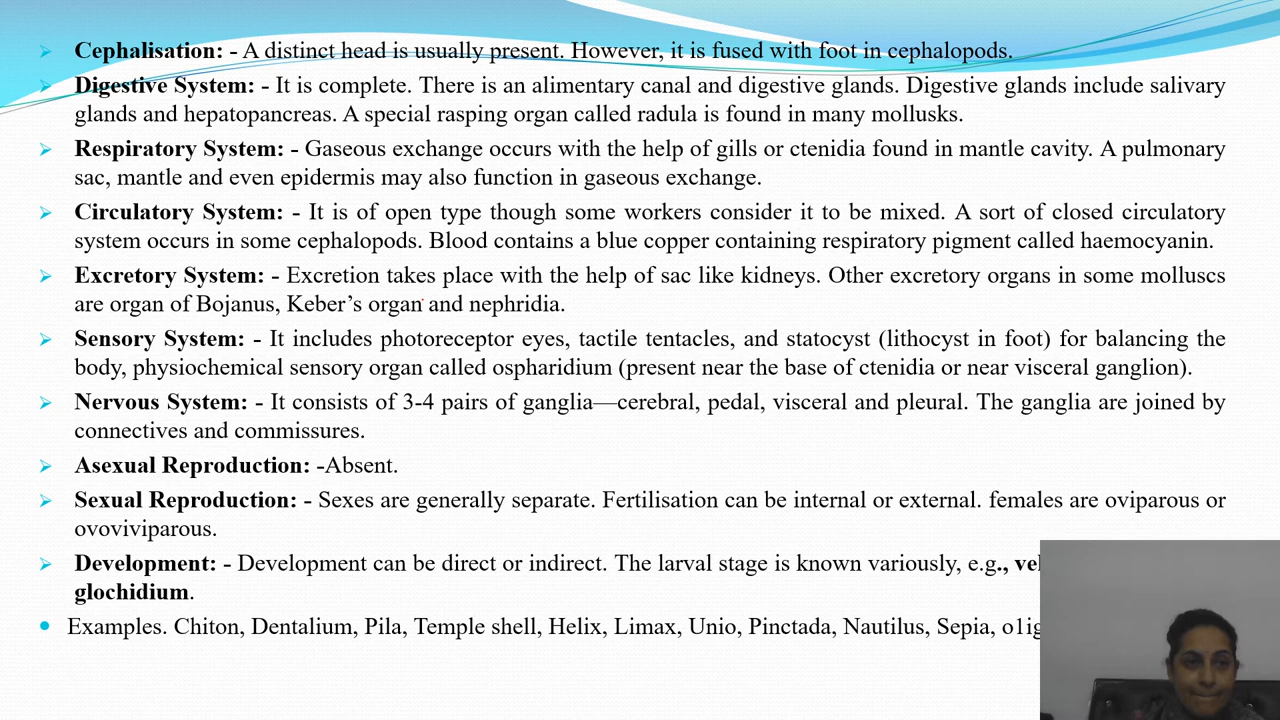 Cephalisation: - A distinct head is usually present. However, it is fused with foot in cephalopods.
Digestive System: - It is complete. There is an alimentary canal and digestive glands. Digestive glands include salivary
glands and hepatopancreas. A special rasping organ called radula is found in many mollusks.
Respiratory System: - Gaseous exchange occurs with the help of gills or ctenidia found in mantle cavity. A pulmonary
sac, mantle and even epidermis may also function in gaseous exchange.
Circulatory System: - It is of open type though some workers consider it to be mixed. A sort of closed circulatory
system occurs in some cephalopods. Blood contains a blue copper containing respiratory pigment called haemocyanin.
Excretory System: - Excretion takes place with the help of sac like kidneys. Other excretory organs in some molluscs
are organ of Bojanus, Keber’s organ and nephridia.
Sensory System: - It includes photoreceptor eyes, tactile tentacles, and statocyst (lithocyst in foot) for balancing the
body, physiochemical sensory organ called ospharidium (present near the base of ctenidia or near visceral ganglion).
Nervous System: - It consists of 3-4 pairs of ganglia—cerebral, pedal, visceral and pleural. The ganglia are joined by
connectives and commissures.
Asexual Reproduction: -Absent.
Sexual Reproduction: - Sexes are generally separate. Fertilisation can be internal or external. females are oviparous or
ovoviviparous.
Development: - Development can be direct or indirect. The larval stage is known variously, e.g.,
glochidium.
Examples. Chiton, Dentalium, Pila, Temple shell, Helix, Limax, Unio, Pinctada, Nautilus, Sepia,